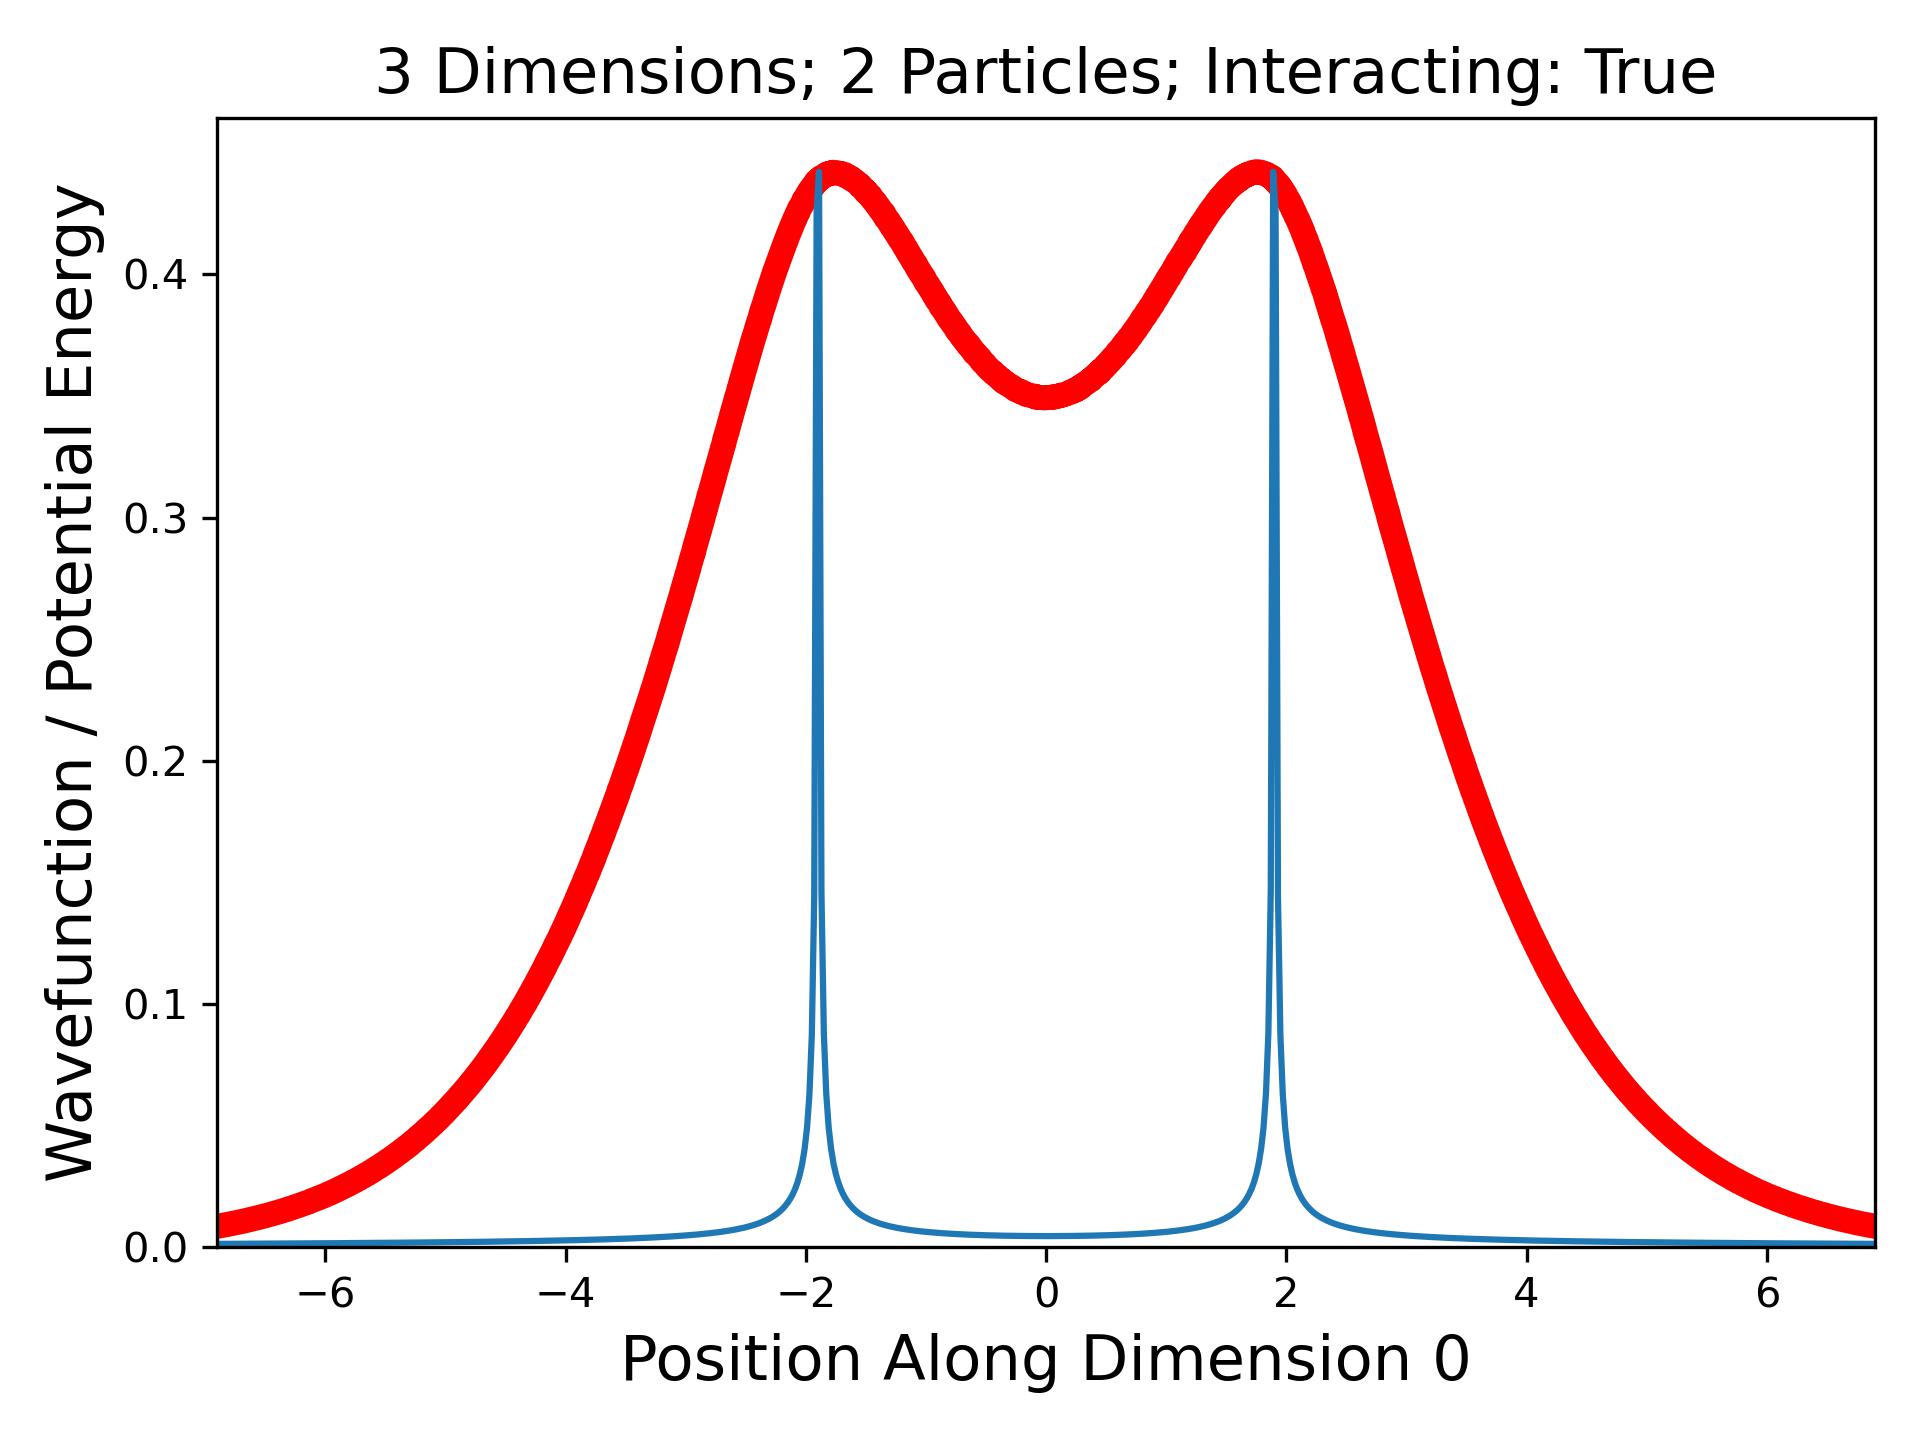 3 Dimensions; 2 Particles; Interacting: True
Wavefunction / Potential Energy
0.4
0.3
0.2
0.1
0.0
−6 −4 −2 0 2 4 6
Position Along Dimension 0